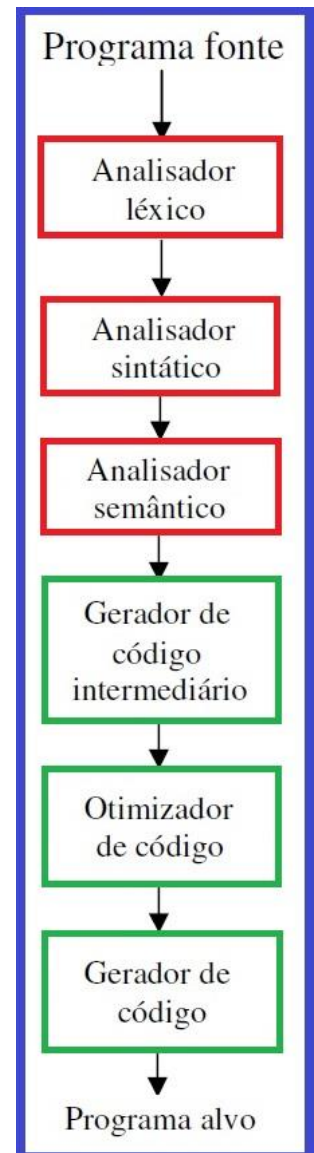 Programa fonte
Analisador
léxico
Analisador
sintático
Analisador
semântico
Gerador de
código
intermediário
Otimizador
de código
Gerador de
código
Programa alvo